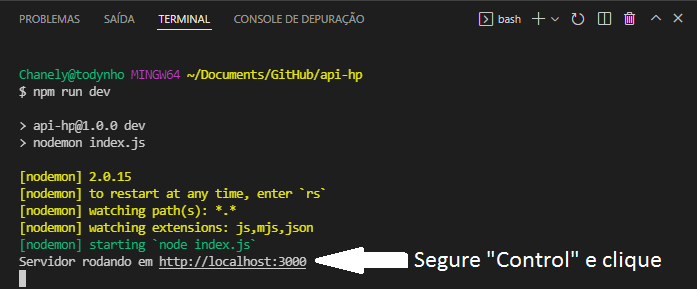 PROBLEMAS SAÍDA TERMINAL CONSOLE DE DEPURAÇÃO bash
Chanely@todynho MINGW64 ~/Documents/GitHub/api-hp
$ npm run dev
> api-hp@1.0.0 dev
> nodemon index.js
[nodemon] 2.0.15
[nodemon] to restart at any time, enter `rs`
[nodemon] watching path(s): *.*
[nodemon] watching extensions: js,mjs,json
[nodemon] starting `node index.js`
Servidor rodando em http://localhost:3000 Segure "Control" e clique